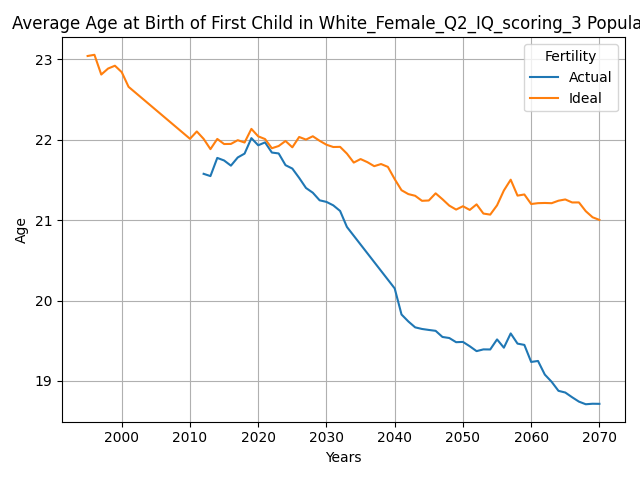 Average Age at Birth of First Child in White_Female_Q2_IQ_scoring_3 Popula
Fertility
Actual
Ideal
23
22
21
20
19
Age
2000 2010 2020 2030 2040 2050 2060 2070
Years